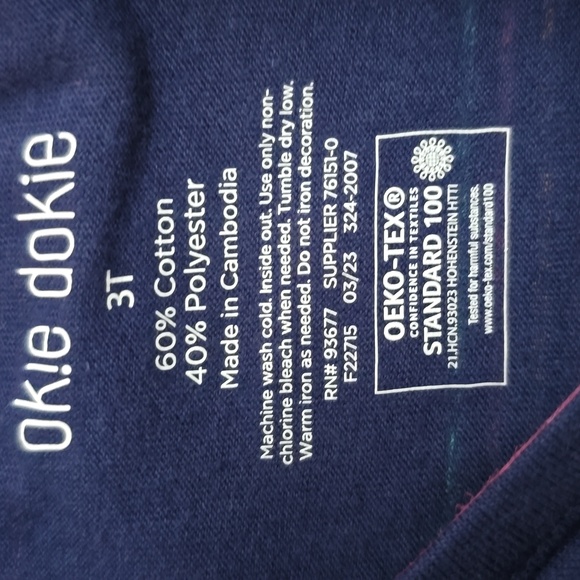 ok!e dokie
3T
60% Cotton
40% Polyester
Made in Cambodia
Machine wash cold. Inside out. Use only non-
chlorine bleach when needed. Tumble dry low.
Warm iron as needed. Do not iron decoration.
RN# 93677 SUPPLIER 76151-0
F22715 03/23 324-2007
OEKO-TEX®
CONFIDENCE IN TEXTILES
STANDARD 100
21.HCN.93023 HOHENSTEIN HTTI
Tested for harmful substances.
www.oeko-tex.com/standard100